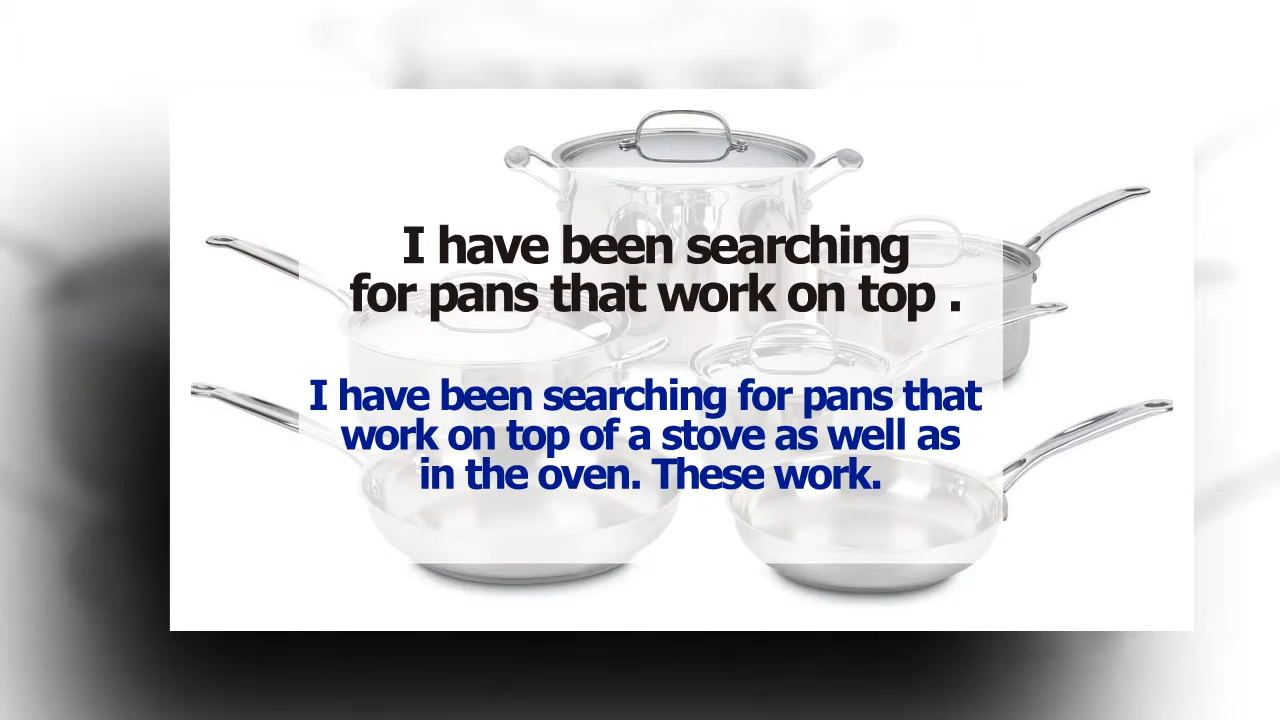 I have been searching
for pans that work on top .
I have been searching for pans that
work on top of a stove as well as
in the oven. These work.